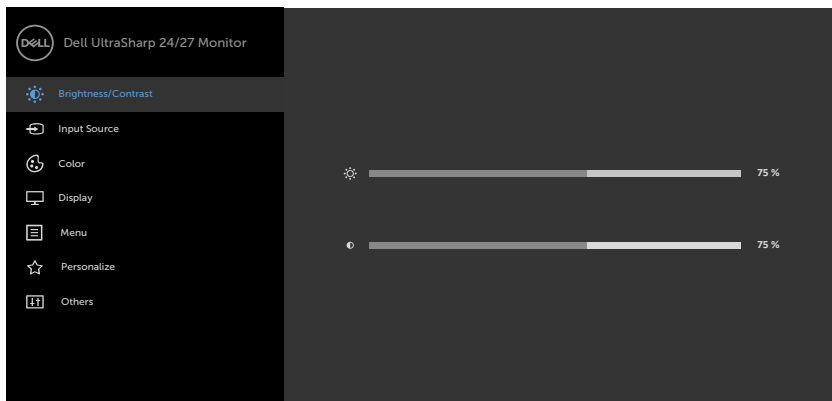 DELL Dell UltraSharp 24/27 Monitor
Brightness/Contrast
Input Source
Color
75 %
Display
Menu
75 %
Personalize
Others